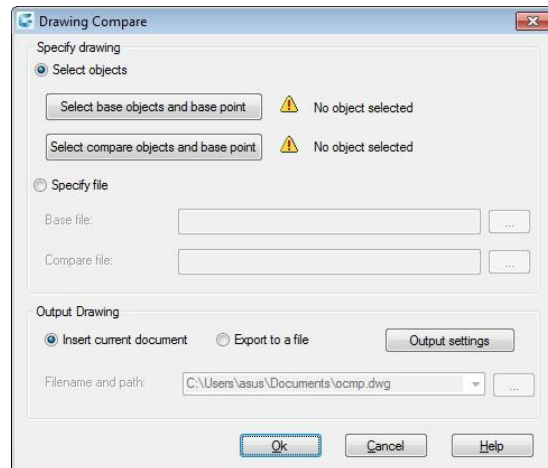 Drawing Compare
Specify drawing
Select objects
Select base objects and base point No object selected
Select compare objects and base point No object selected
Specify file
Base file: ...
Compare file: ...
Output Drawing
Insert current document Export to a file Output settings
Filename and path: C:\Users\asus\Documents\ocmp.dwg ...
Ok Cancel Help